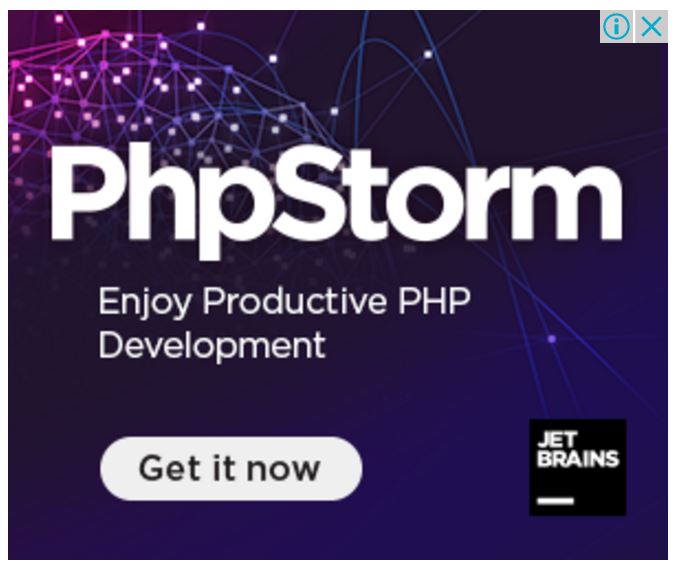 PhpStorm
Enjoy Productive PHP
Development
Get it now
JET
BRAINS